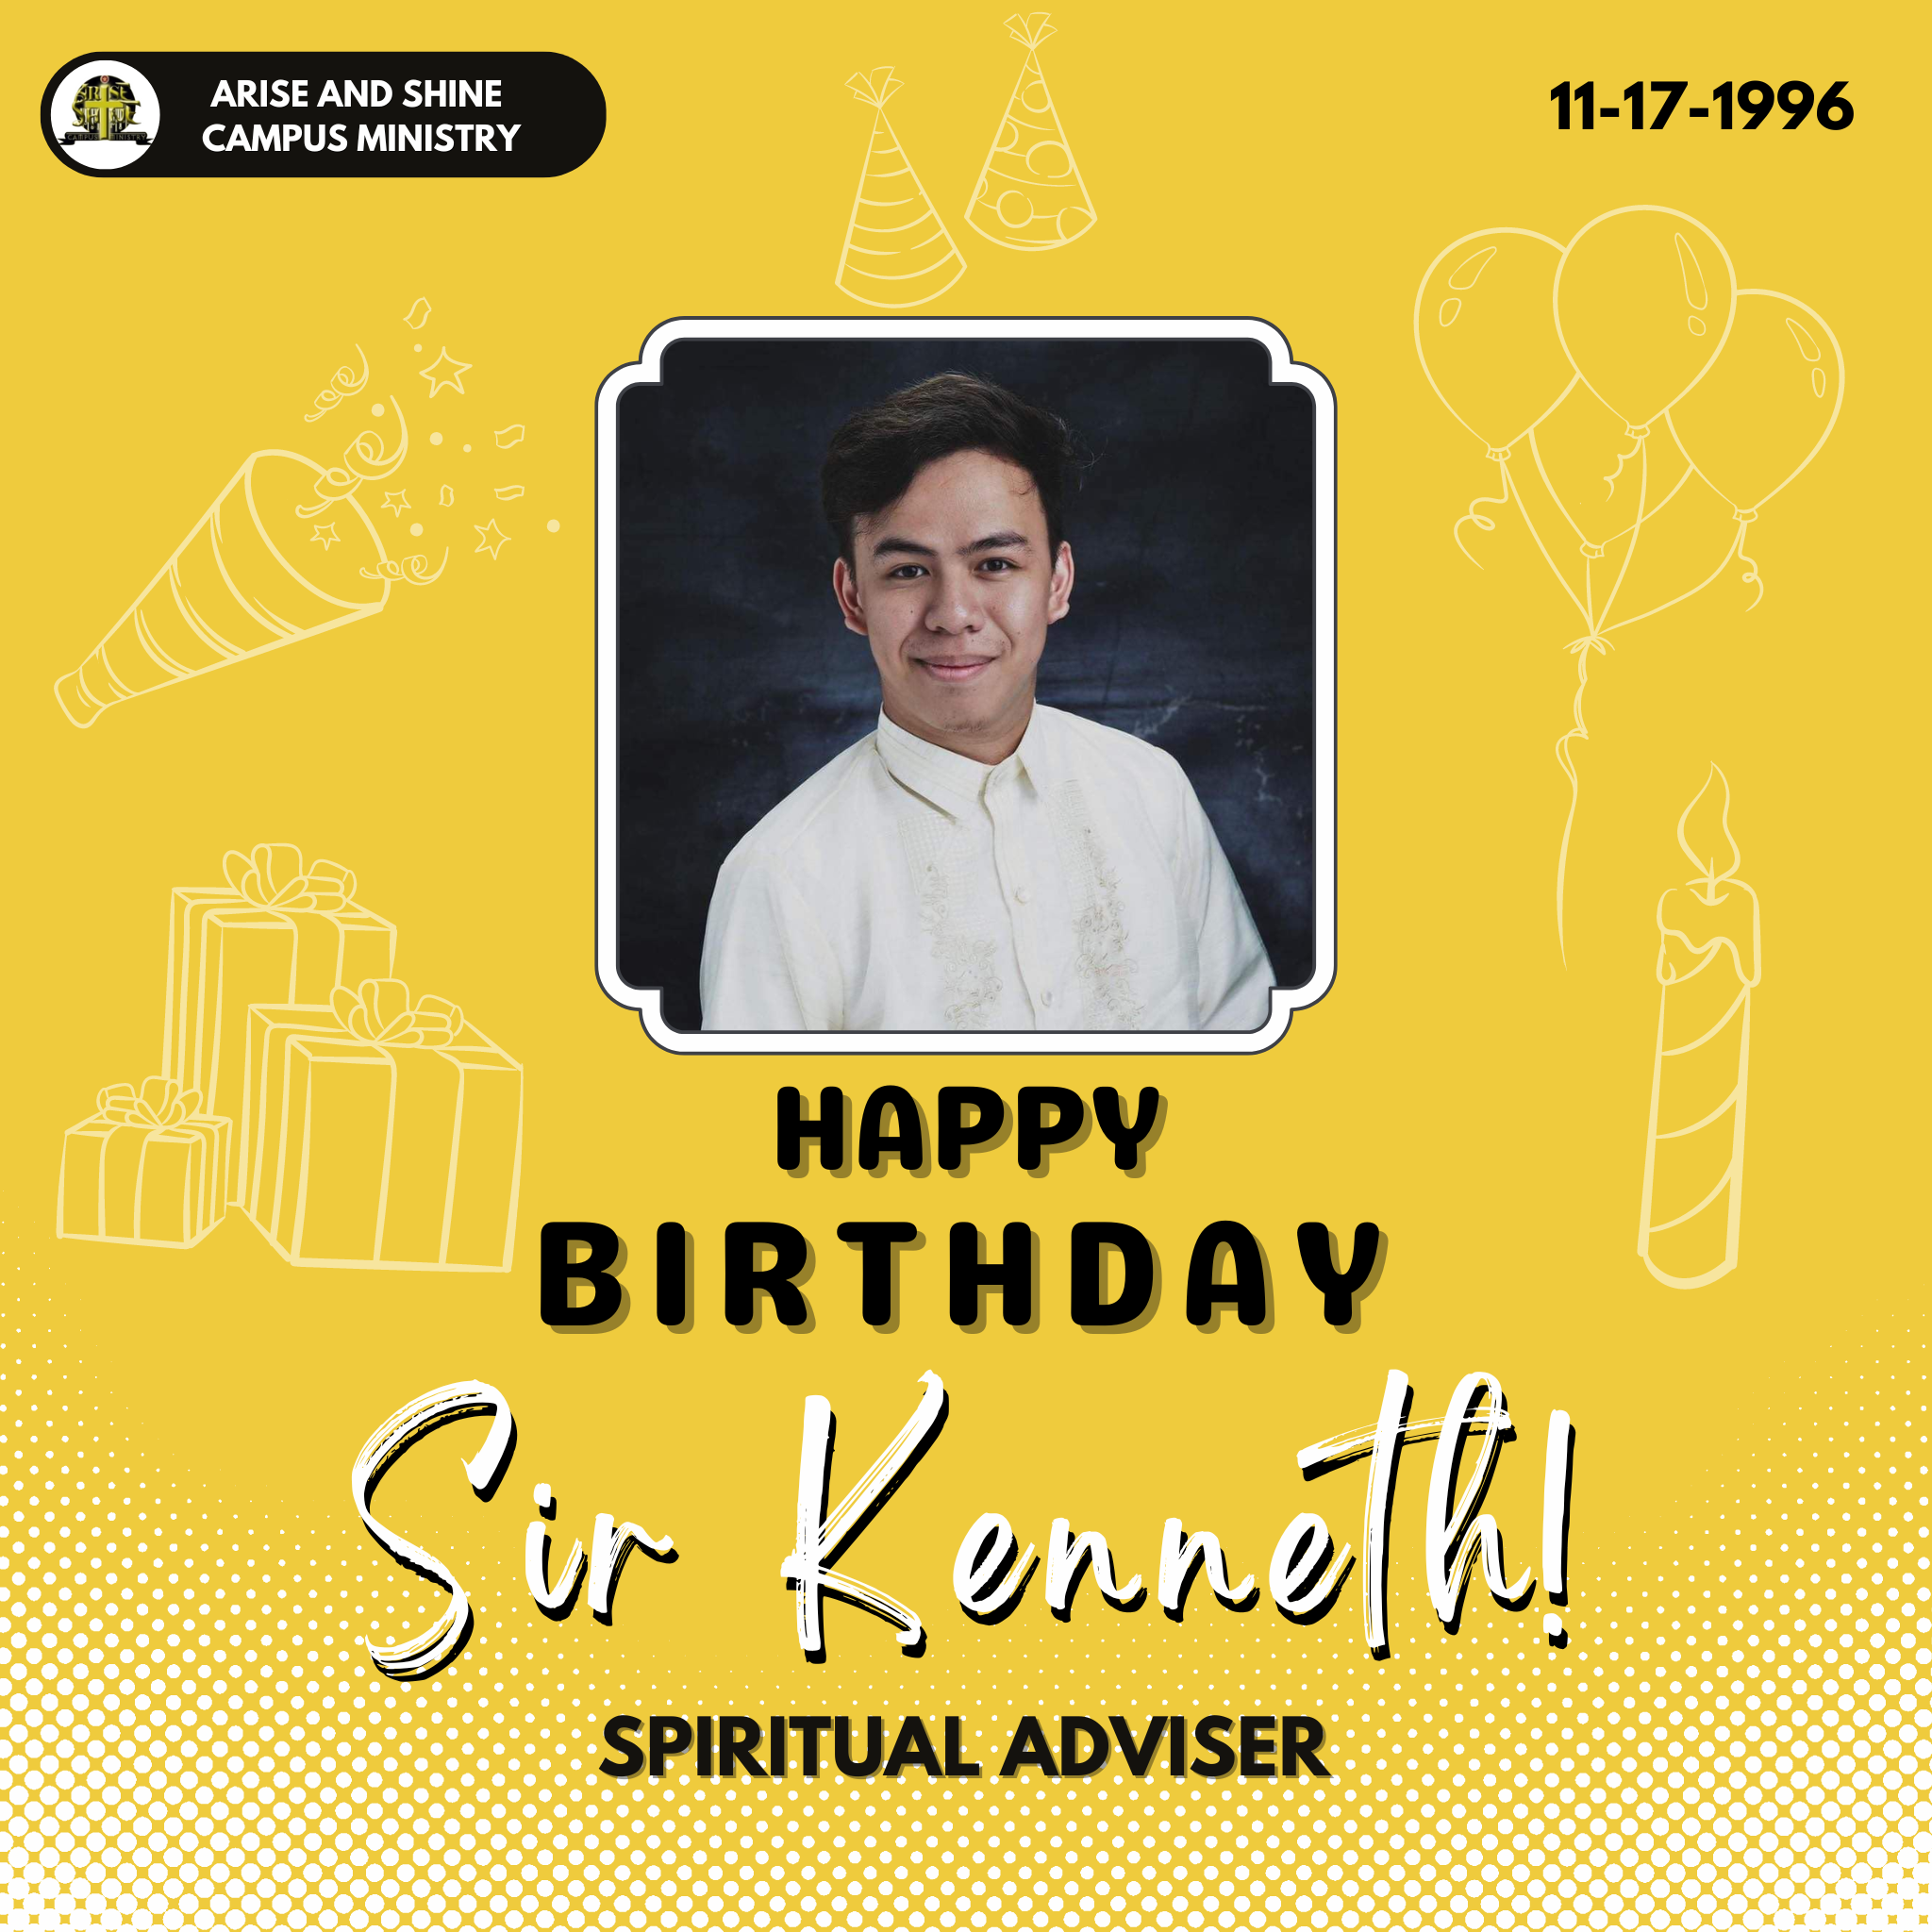 ARISE AND SHINE
CAMPUS MINISTRY
11-17-1996
HAPPY
BIRTHDAY
Sir Kenneth!
SPIRITUAL ADVISER